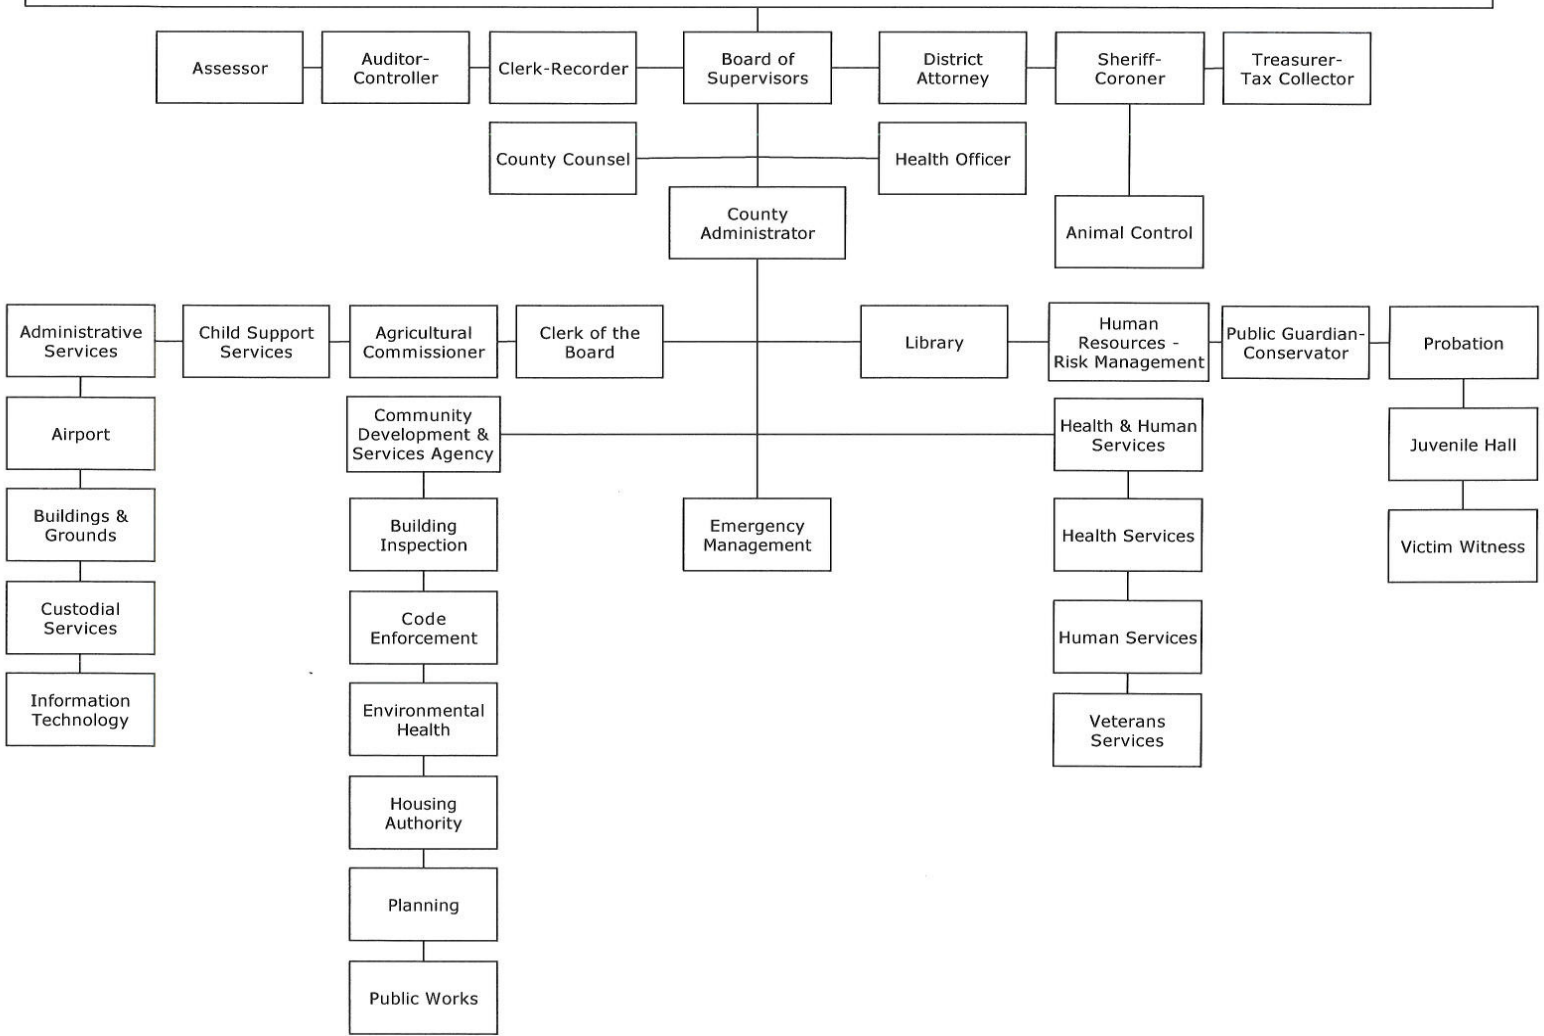 Assessor
Auditor-
Controller
Clerk-Recorder
Board of
Supervisors
District
Attorney
Sheriff-
Coroner
Treasurer-
Tax Collector
County Counsel
Health Officer
County
Administrator
Animal Control
Administrative
Services
Child Support
Services
Agricultural
Commissioner
Clerk of the
Board
Library
Human
Resources -
Risk Management
Public Guardian-
Conservator
Probation
Airport
Community
Development &
Services Agency
Health & Human
Services
Juvenile Hall
Buildings &
Grounds
Building
Inspection
Emergency
Management
Health Services
Victim Witness
Custodial
Services
Code
Enforcement
Human Services
Information
Technology
Environmental
Health
Veterans
Services
Housing
Authority
Planning
Public Works